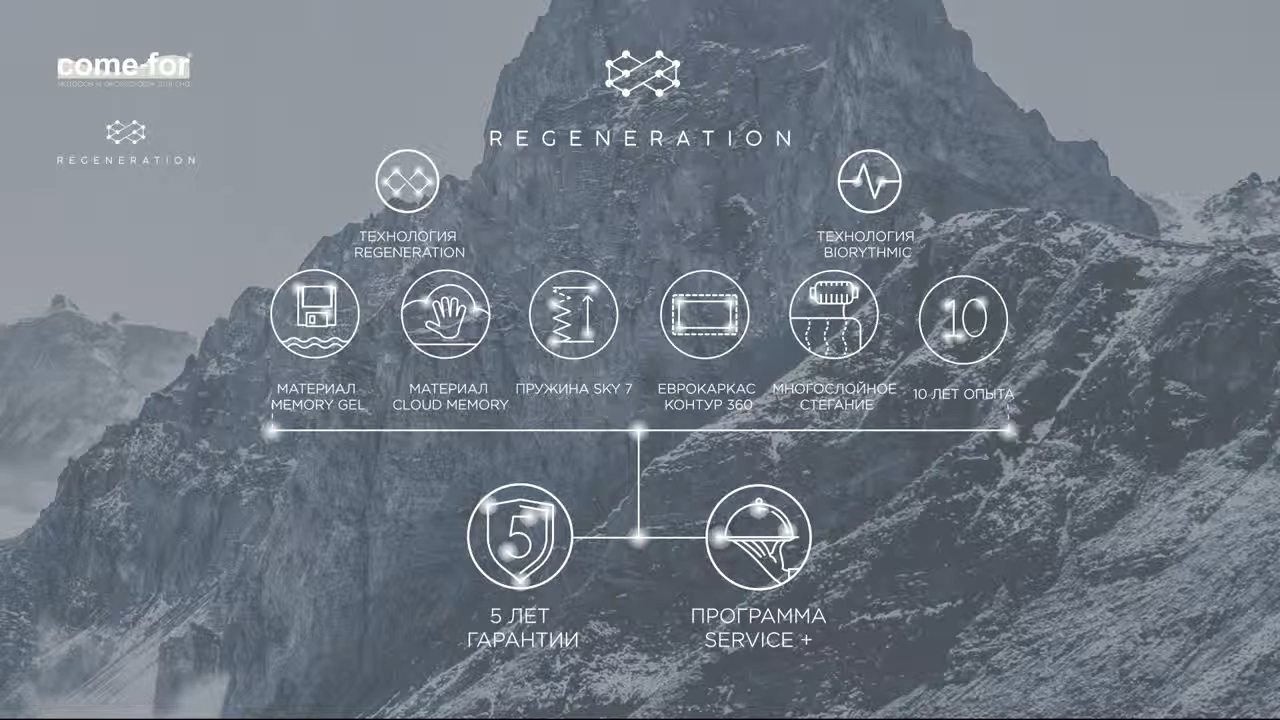 come-for®
REGENERATION
REGENERATION
ТЕХНОЛОГИЯ
REGENERATION
ТЕХНОЛОГИЯ
BIORYTHMIC
10
МАТЕРИАЛ
MEMORY GEL
МАТЕРИАЛ
CLOUD MEMORY
ПРУЖИНА SKY 7
ЕВРОКАРКАС
КОНТУР 360
МНОГОСЛОЙНОЕ
СТЕГАНИЕ
10 ЛЕТ ОПЫТА
5
5 ЛЕТ
ГАРАНТИИ
ПРОГРАММА
SERVICE +